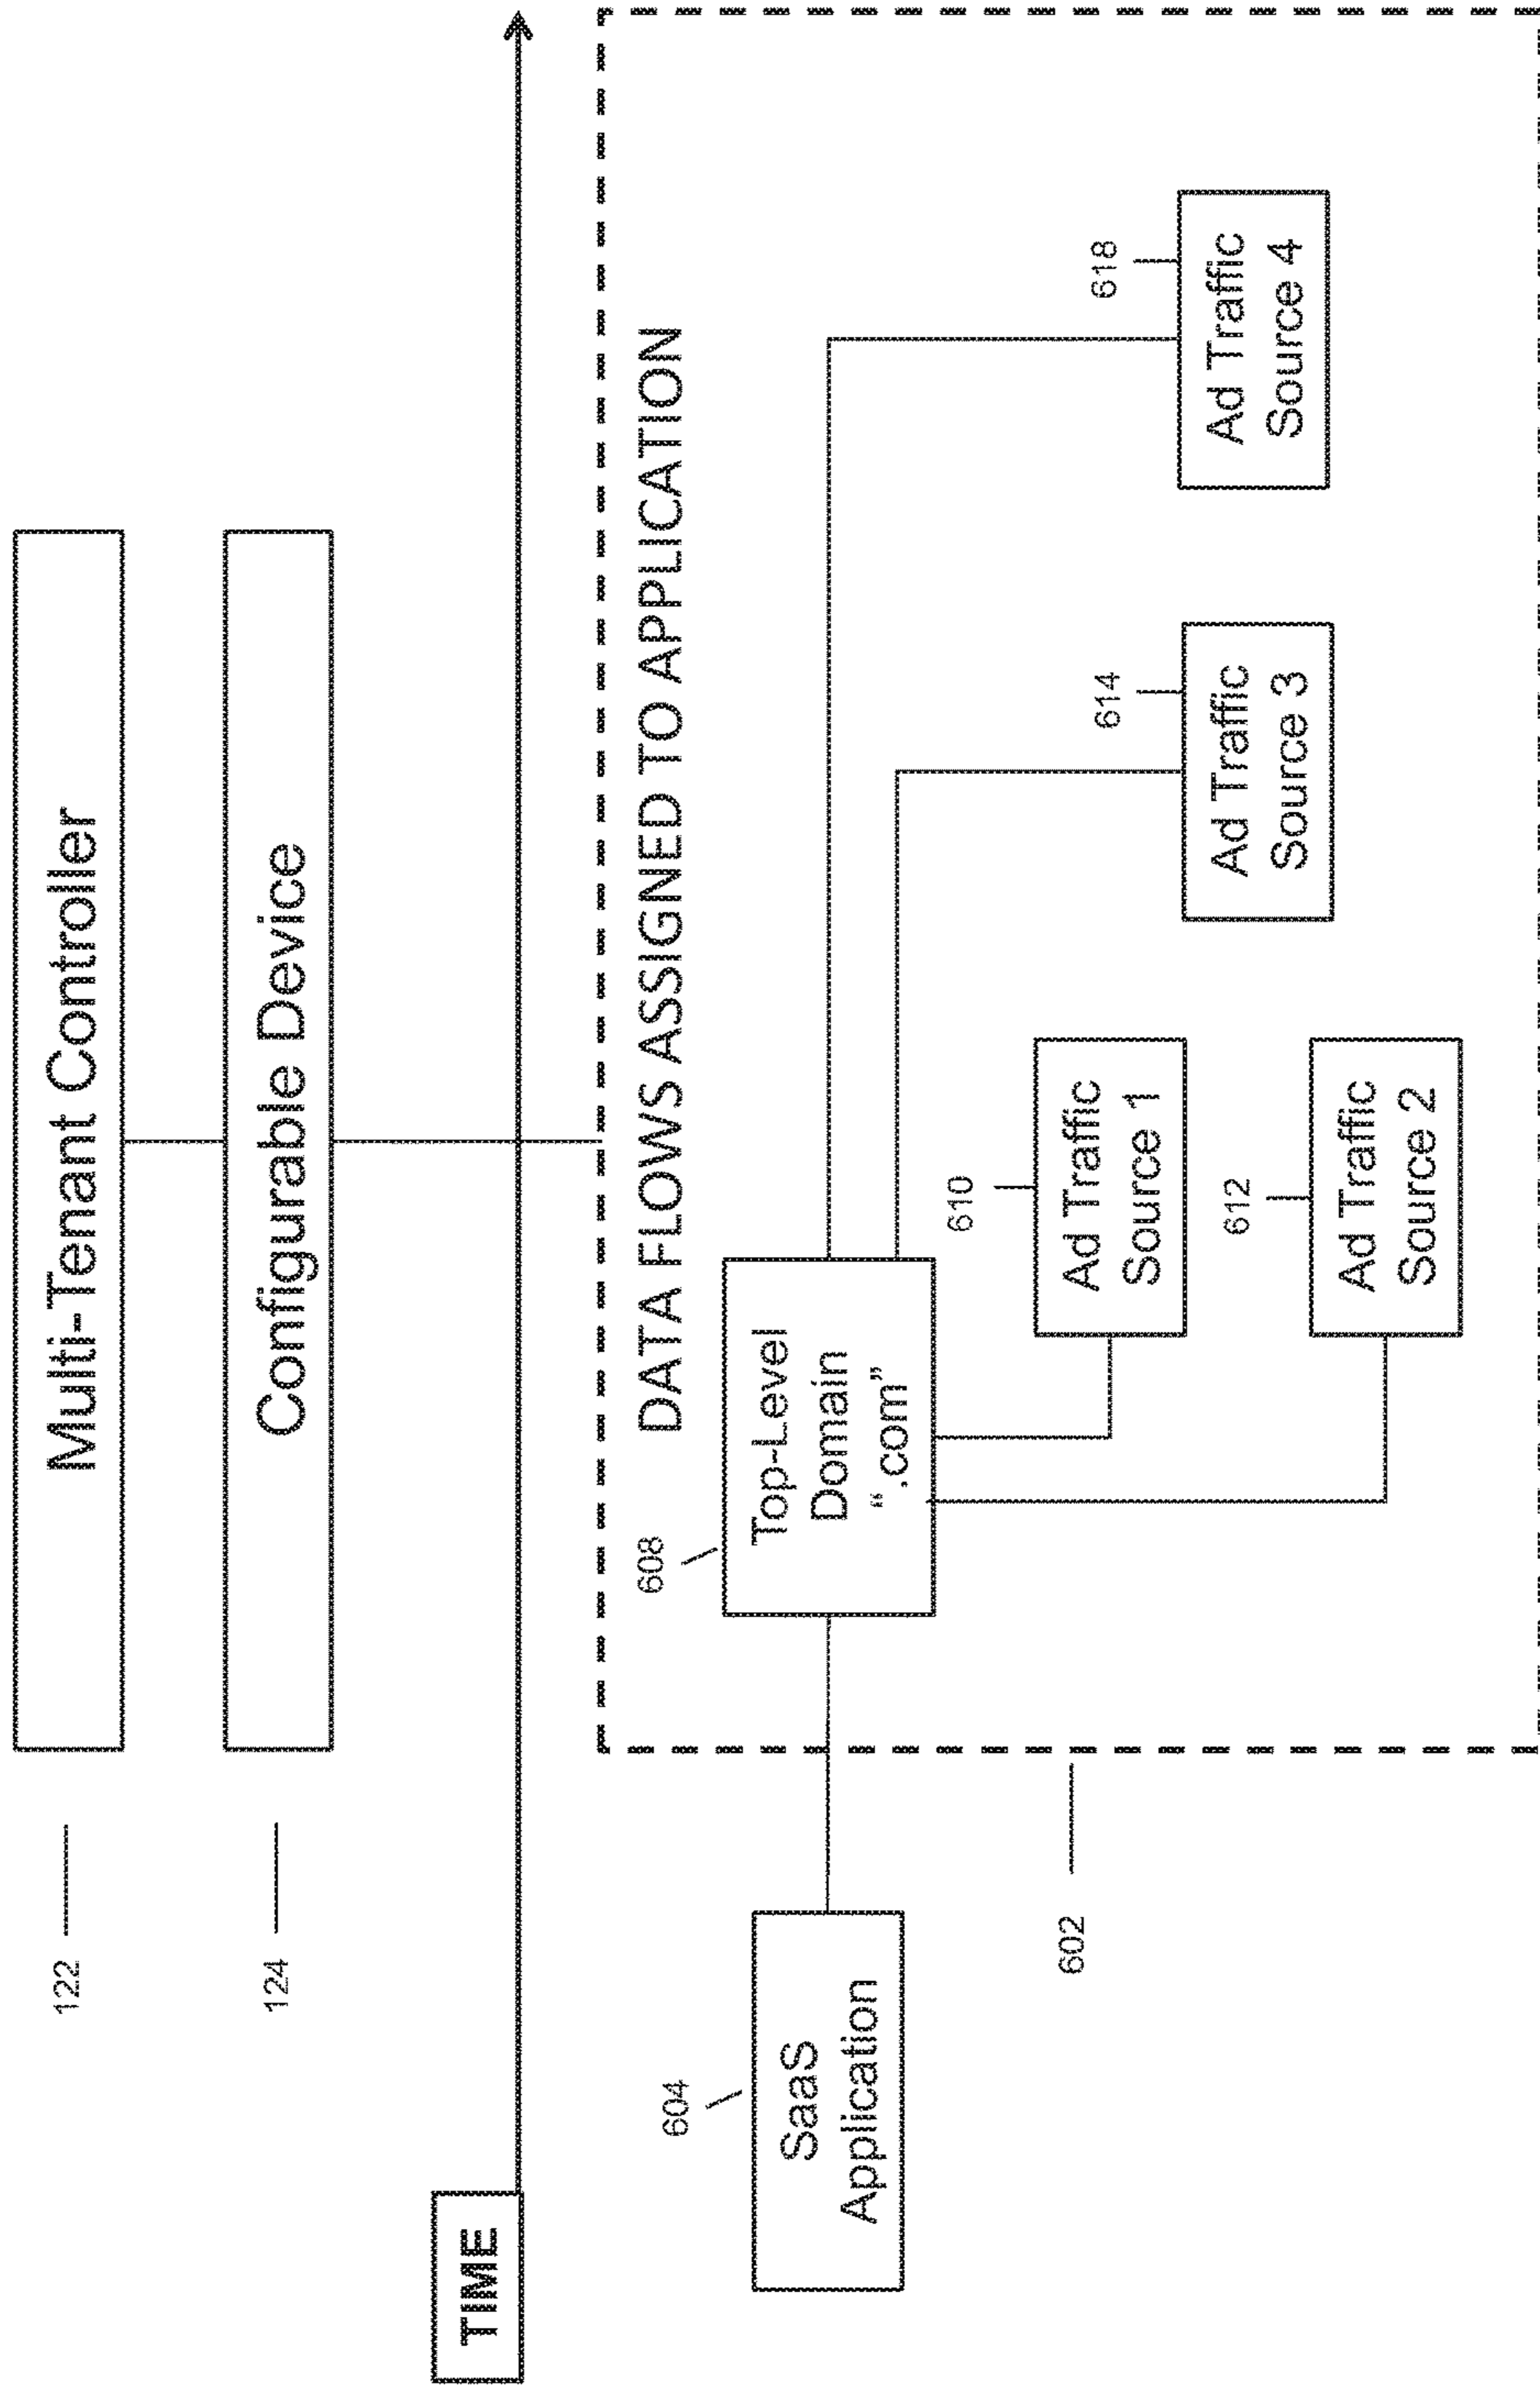 122
Multi-Tenant Controller
124
Configurable Device
TIME
DATA FLOWS ASSIGNED TO APPLICATION
604
SaaS
Application
608
Top-Level
Domain
“.com”
602
610
Ad Traffic
Source 1
612
Ad Traffic
Source 2
614
Ad Traffic
Source 3
618
Ad Traffic
Source 4